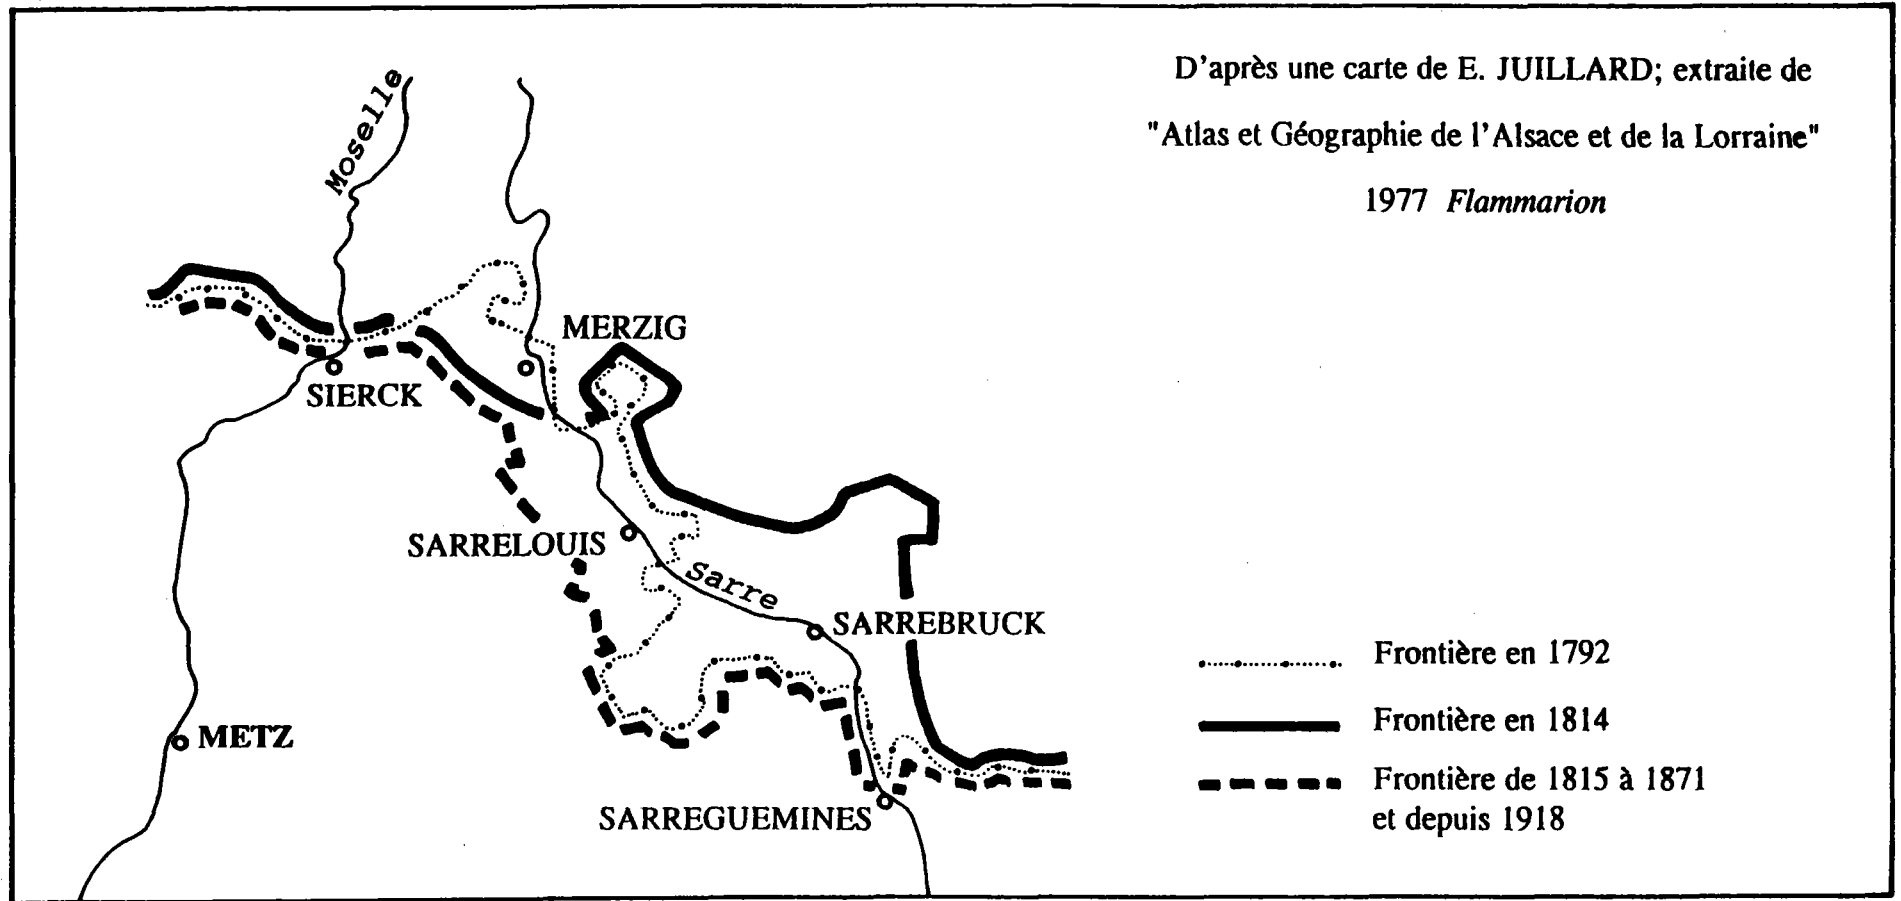 D'après une carte de E. JUILLARD; extraite de
"Atlas et Géographie de l'Alsace et de la Lorraine"
1977 Flammarion
Moselle
MERZIG
SIERCK
SARRELOUIS
Sarre
SARREBRUCK
METZ
SARREGUEMINES
Frontière en 1792
Frontière en 1814
Frontière de 1815 à 1871
et depuis 1918